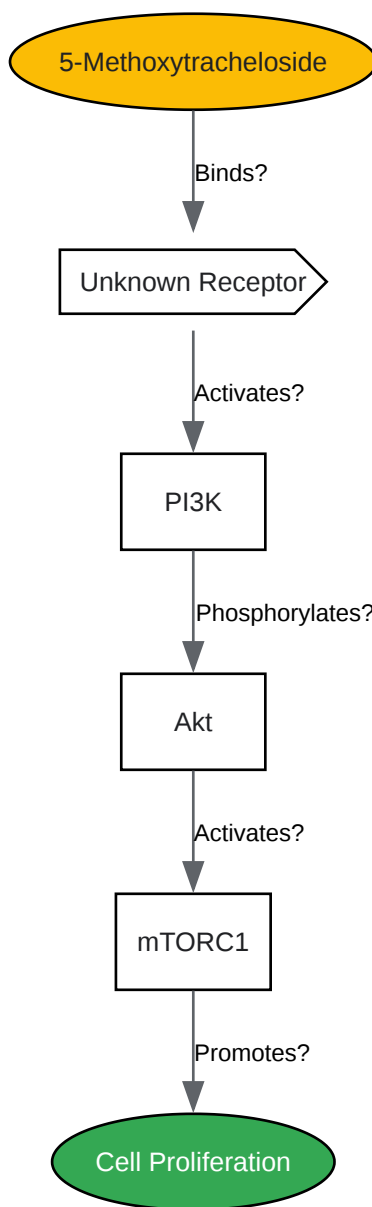 5-Methoxytracheloside
Binds?
Unknown Receptor
Activates?
PI3K
Phosphorylates?
Akt
Activates?
mTORC1
Promotes?
Cell Proliferation